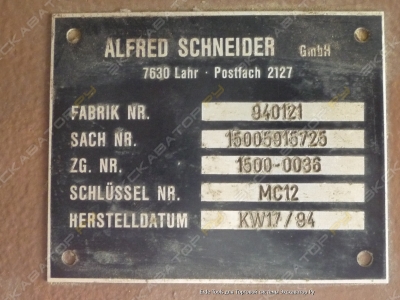 ALFRED SCHNEIDER GmbH
7630 Lahr · Postfach 2127
FABRIK NR. 940121
SACH NR. 15005915725
ZG. NR. 1500-0036
SCHLÜSSEL NR. MC12
HERSTELLDATUM KW17/94